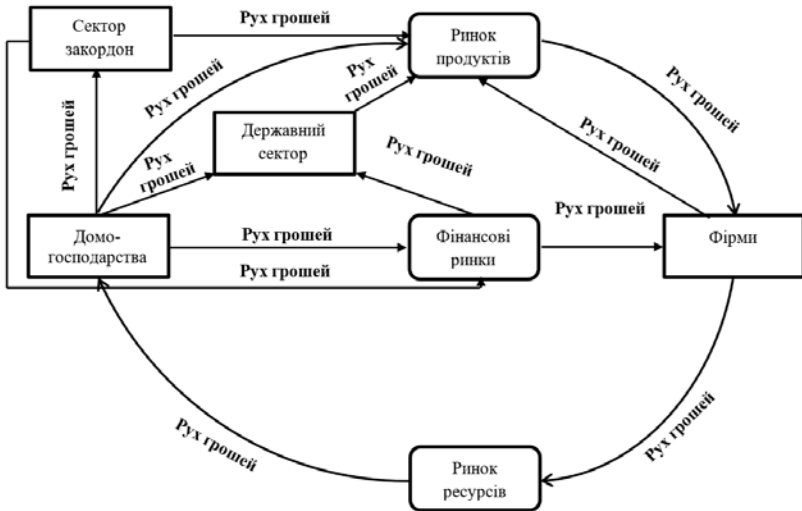 Рух грошей
Сектор
закордон
Ринок
продуктів
Рух грошей
Рух
грошей
Рух грошей
Державний
сектор
Рух грошей
Рух грошей
Рух грошей
Рух
грошей
Рух грошей
Домо-
господарства
Рух грошей
Фінансові
ринки
Фірми
Рух грошей
Рух грошей
Рух грошей
Ринок
ресурсів